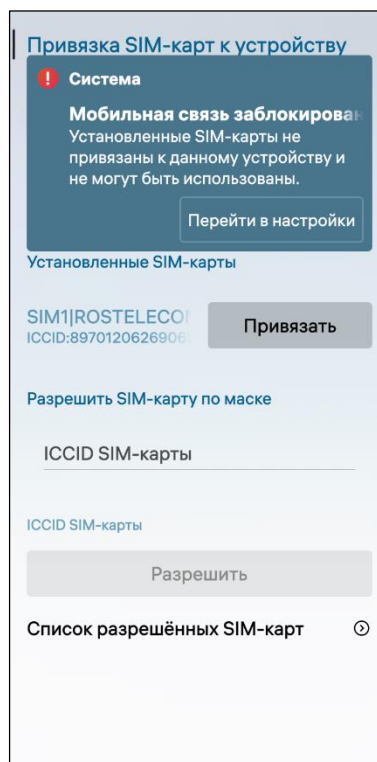 Привязка SIM-карт к устройству
Система
Мобильная связь заблокирован
Установленные SIM-карты не
привязаны к данному устройству и
не могут быть использованы.
Перейти в настройки
Установленные SIM-карты
SIM1|ROSTELECO
Привязать
ICCID:8970120626906
Разрешить SIM-карту по маске
ICCID SIM-карты
ICCID SIM-карты
Разрешить
Список разрешённых SIM-карт